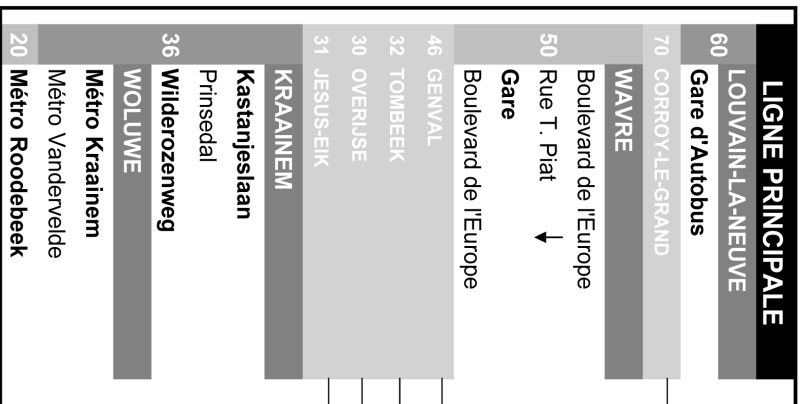 LIGNE PRINCIPALE
60 LOUVAIN-LA-NEUVE
Gare d'Autobus
70 CORROY-LE-GRAND
WAVRE
Boulevard de l'Europe
50 Rue T. Piat
Gare
Boulevard de l'Europe
46 GENVAL
32 TOMBEEK
30 OVERIJSE
31 JESUS-EIK
KRAAINEM
Kastanjeslaan
Prinsedal
36 Wilderozenweg
WOLUWE
Métro Kraainem
Métro Vandervelde
20 Métro Roodebeek